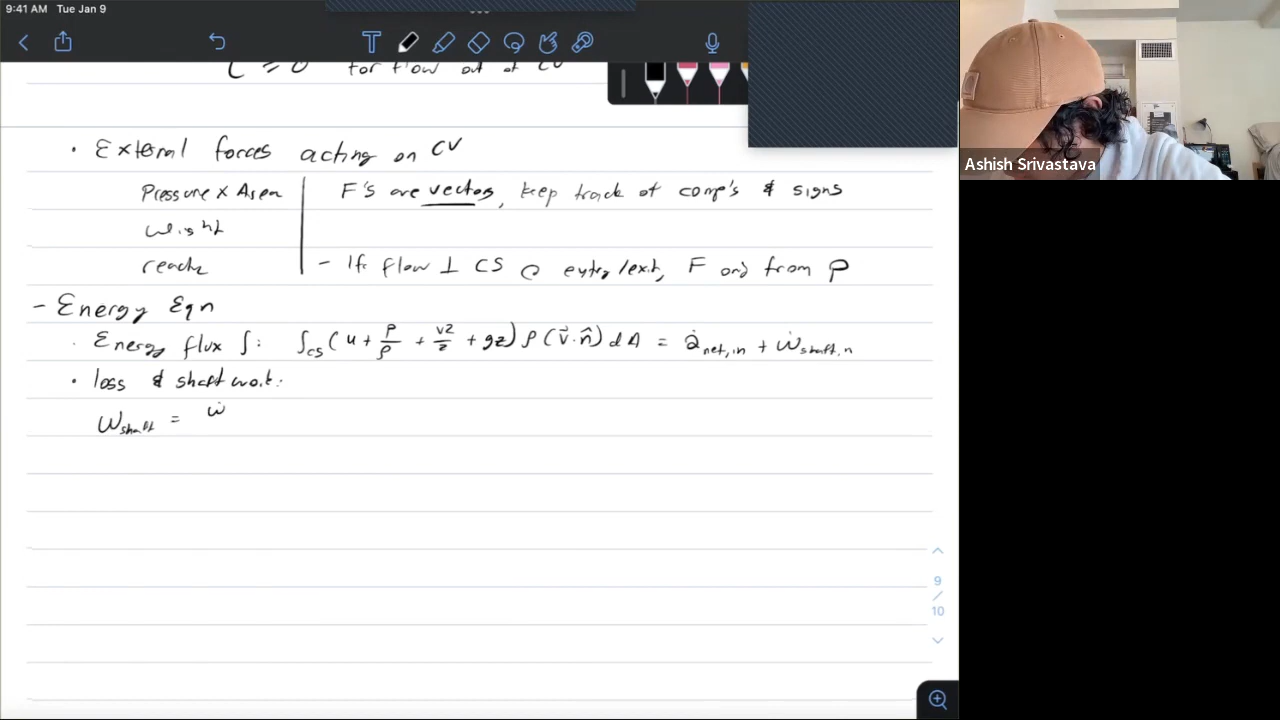 9:41 AM Tue Jan 9
for flow out of CV
• External forces acting on CV
Pressure x Area
F's are vectors, keep track of comp's & signs
weight
- If flow ⊥ CS @ entry/exit, F only from P
- Energy Eqn
· Energy flux ∫: ∫cs (u + p/ρ + v2/2 + gz) ρ (v⃗·n̂) dA = Q̇net,in + Ẇshaft,in
• loss & shaft work:
Wshaft = ẇ
9
/
10
Ashish Srivastava